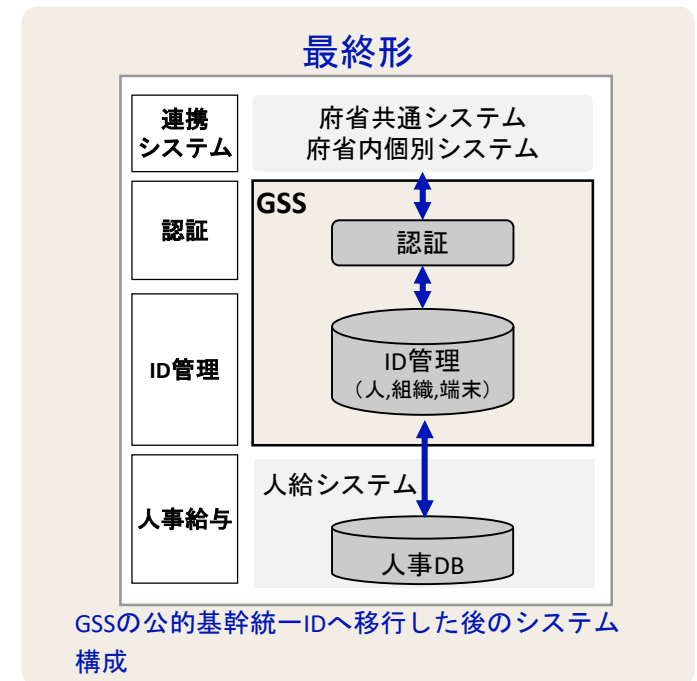 最終形
連携
システム
府省共通システム
府省内個別システム
認証
GSS
認証
ID管理
ID管理
（人,組織,端末）
人事給与
人給システム
人事DB
GSSの公的基幹統一IDへ移行した後のシステム
構成